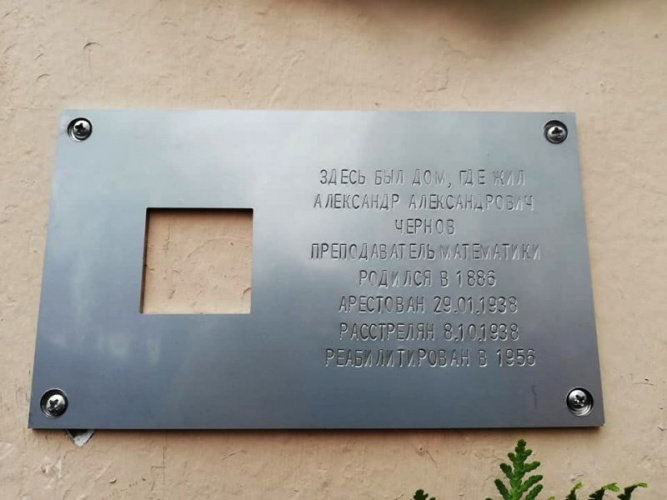 ЗДЕСЬ БЫЛ ДОМ, ГДЕ ЖИЛ
АЛЕКСАНДР АЛЕКСАНДРОВИЧ
ЧЕРНОВ
ПРЕПОДАВАТЕЛЬ МАТЕМАТИКИ
РОДИЛСЯ В 1886
АРЕСТОВАН 29.01.1938
РАССТРЕЛЯН 8.10.1938
РЕАБИЛИТИРОВАН В 1956